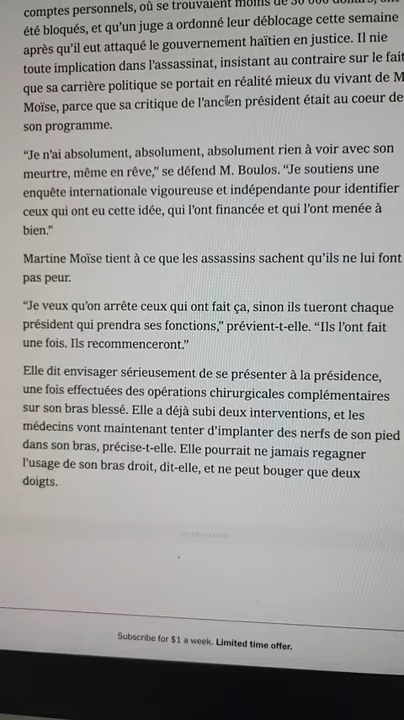 comptes personnels, où se trouvaient moins de 30 000 dollars, ont
été bloqués, et qu'un juge a ordonné leur déblocage cette semaine
après qu'il eut attaqué le gouvernement haïtien en justice. Il nie
toute implication dans l'assassinat, insistant au contraire sur le fait
que sa carrière politique se portait en réalité mieux du vivant de M
Moïse, parce que sa critique de l'ancien président était au coeur de
son programme.
“Je n'ai absolument, absolument, absolument rien à voir avec son
meurtre, même en rêve,” se défend M. Boulos. “Je soutiens une
enquête internationale vigoureuse et indépendante pour identifier
ceux qui ont eu cette idée, qui l'ont financée et qui l'ont menée à
bien.”
Martine Moïse tient à ce que les assassins sachent qu'ils ne lui font
pas peur.
“Je veux qu'on arrête ceux qui ont fait ça, sinon ils tueront chaque
président qui prendra ses fonctions,” prévient-t-elle. “Ils l'ont fait
une fois. Ils recommenceront.”
Elle dit envisager sérieusement de se présenter à la présidence,
une fois effectuées des opérations chirurgicales complémentaires
sur son bras blessé. Elle a déjà subi deux interventions, et les
médecins vont maintenant tenter d'implanter des nerfs de son pied
dans son bras, précise-t-elle. Elle pourrait ne jamais regagner
l'usage de son bras droit, dit-elle, et ne peut bouger que deux
doigts.
Subscribe for $1 a week. Limited time offer.